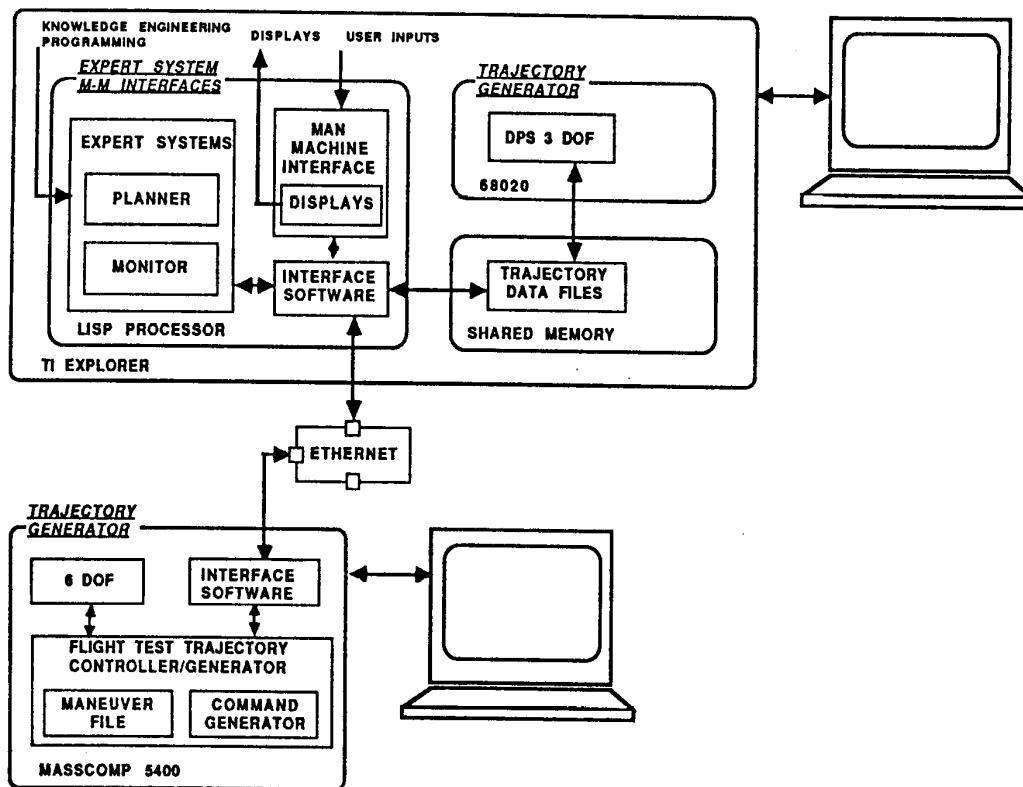 KNOWLEDGE ENGINEERING
PROGRAMMING
DISPLAYS
USER INPUTS
EXPERT SYSTEM
M-M INTERFACES
EXPERT SYSTEMS
PLANNER
MONITOR
LISP PROCESSOR
MAN
MACHINE
INTERFACE
DISPLAYS
INTERFACE
SOFTWARE
TRAJECTORY
GENERATOR
DPS 3 DOF
68020
TRAJECTORY
DATA FILES
SHARED MEMORY
TI EXPLORER
ETHERNET
TRAJECTORY
GENERATOR
6 DOF
INTERFACE
SOFTWARE
FLIGHT TEST TRAJECTORY
CONTROLLER/GENERATOR
MANEUVER
FILE
COMMAND
GENERATOR
MASSCOMP 5400